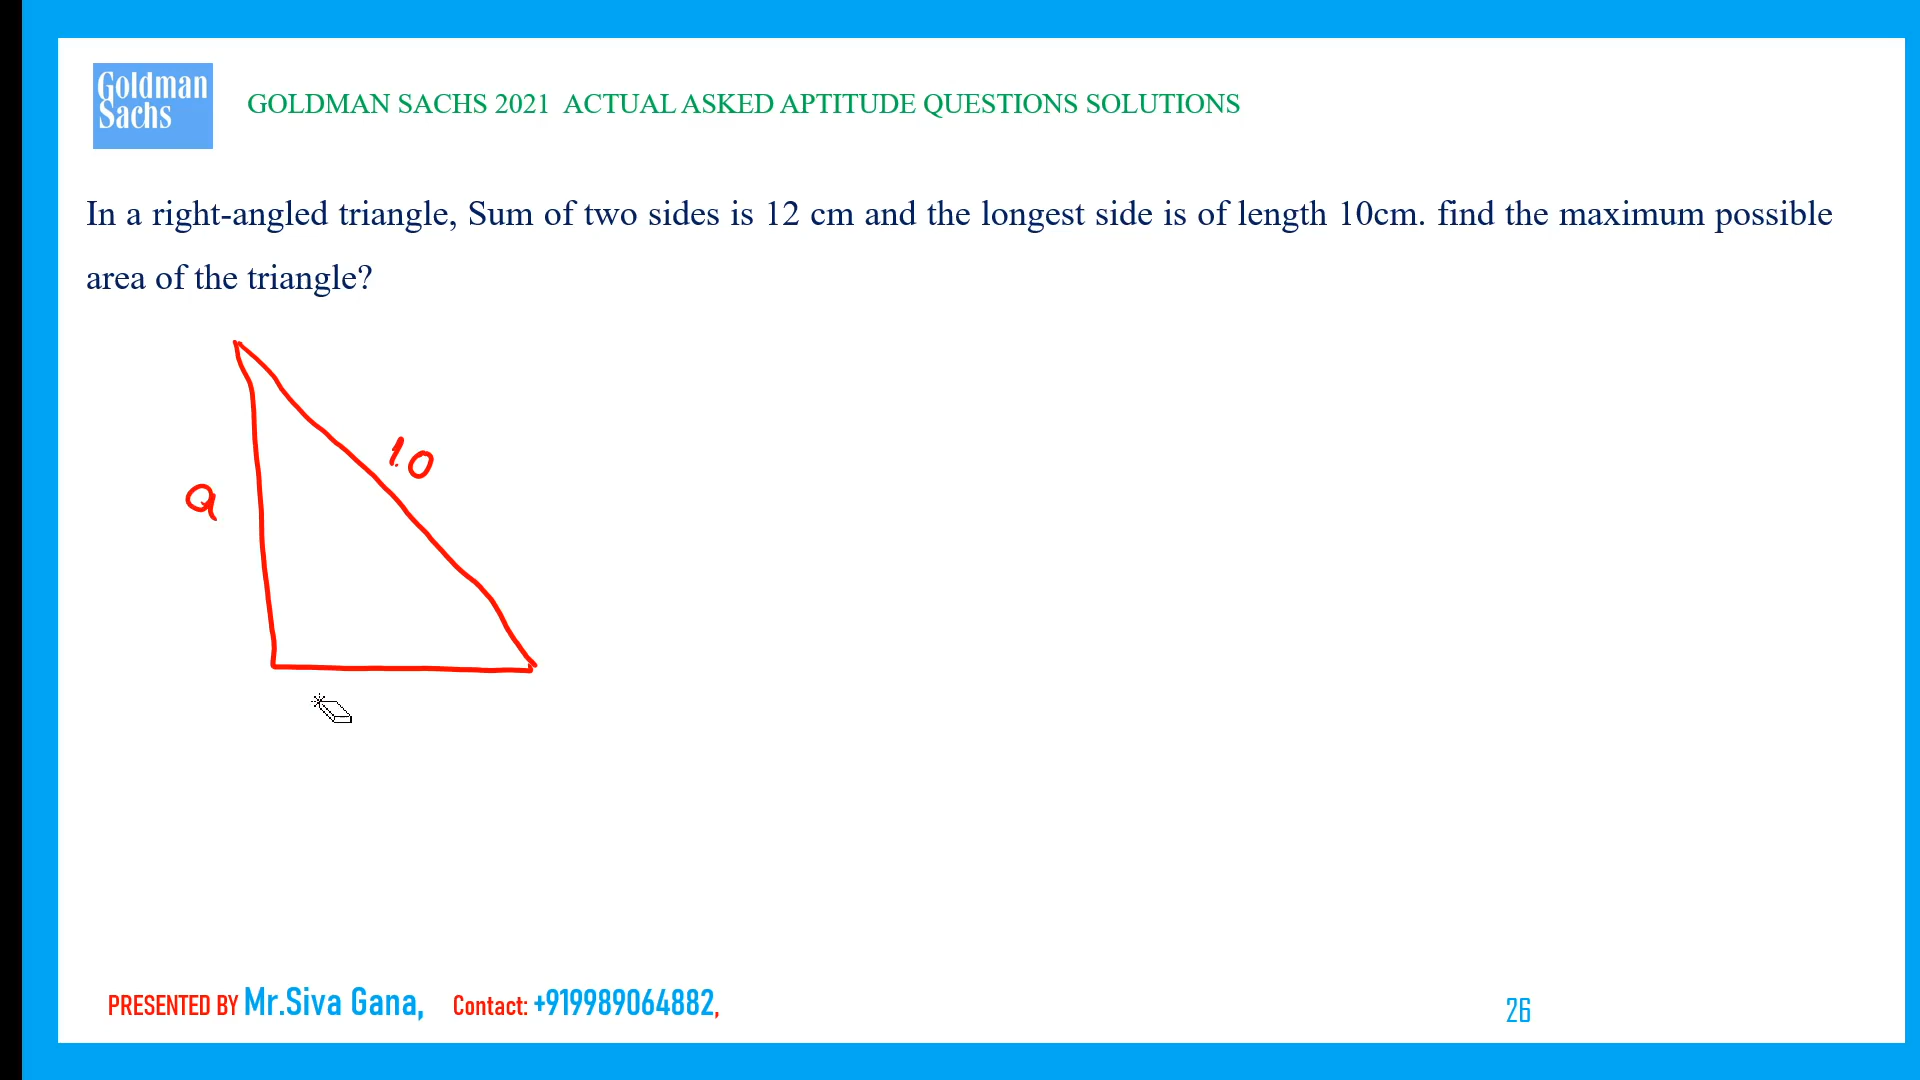 Goldman
Sachs
GOLDMAN SACHS 2021 ACTUAL ASKED APTITUDE QUESTIONS SOLUTIONS
In a right-angled triangle, Sum of two sides is 12 cm and the longest side is of length 10cm. find the maximum possible
area of the triangle?
10
a
PRESENTED BY Mr.Siva Gana, Contact: +919989064882,
26